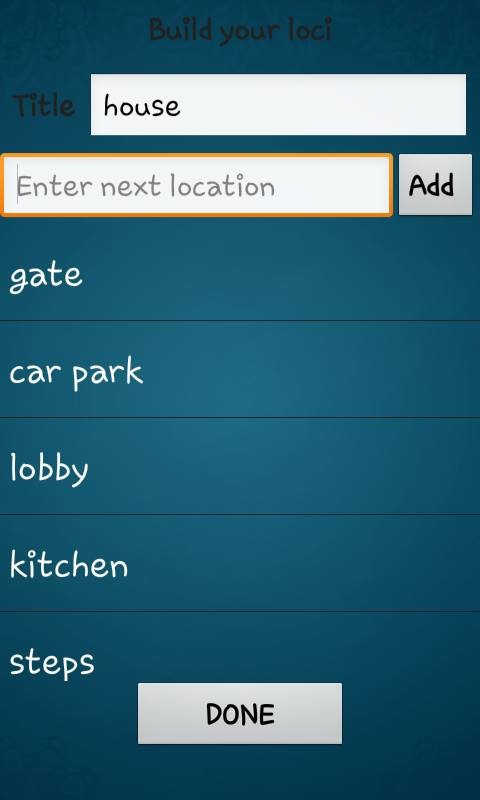 Build your loci
Title house
Enter next location Add
gate
car park
lobby
kitchen
steps
DONE